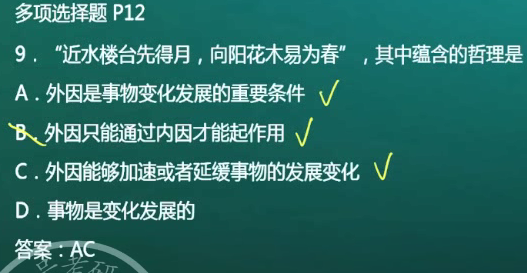 多项选择题 P12
9．“近水楼台先得月，向阳花木易为春”，其中蕴含的哲理是
A．外因是事物变化发展的重要条件
B．外因只能通过内因才能起作用
C．外因能够加速或者延缓事物的发展变化
D．事物是变化发展的
答案：AC